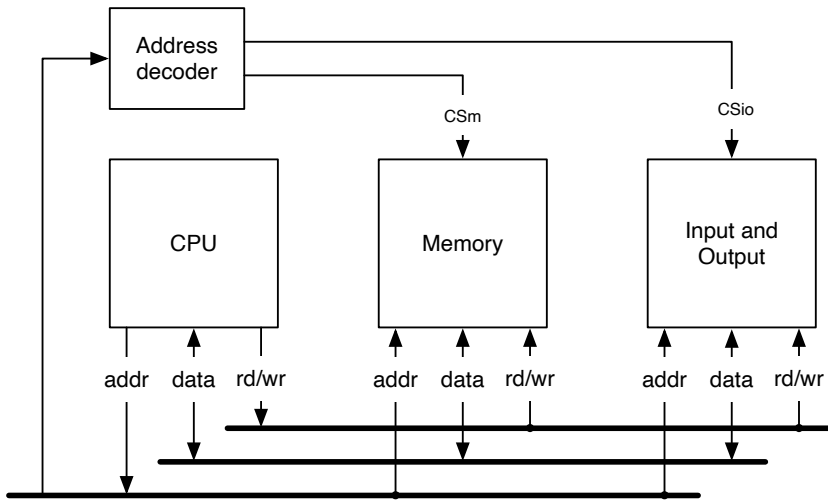 Address
decoder
CSm
CSio
CPU
Memory
Input and
Output
addr data rd/wr addr data rd/wr addr data rd/wr